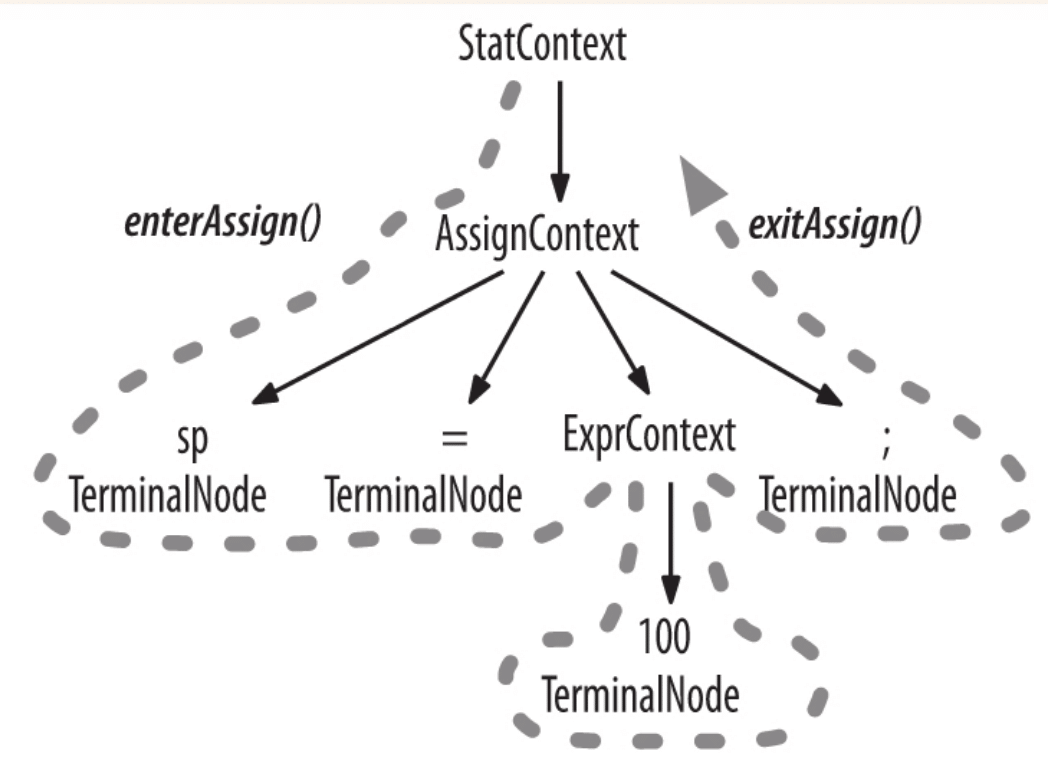 StatContext
enterAssign()
AssignContext
exitAssign()
sp
TerminalNode
=
TerminalNode
ExprContext
;
TerminalNode
100
TerminalNode